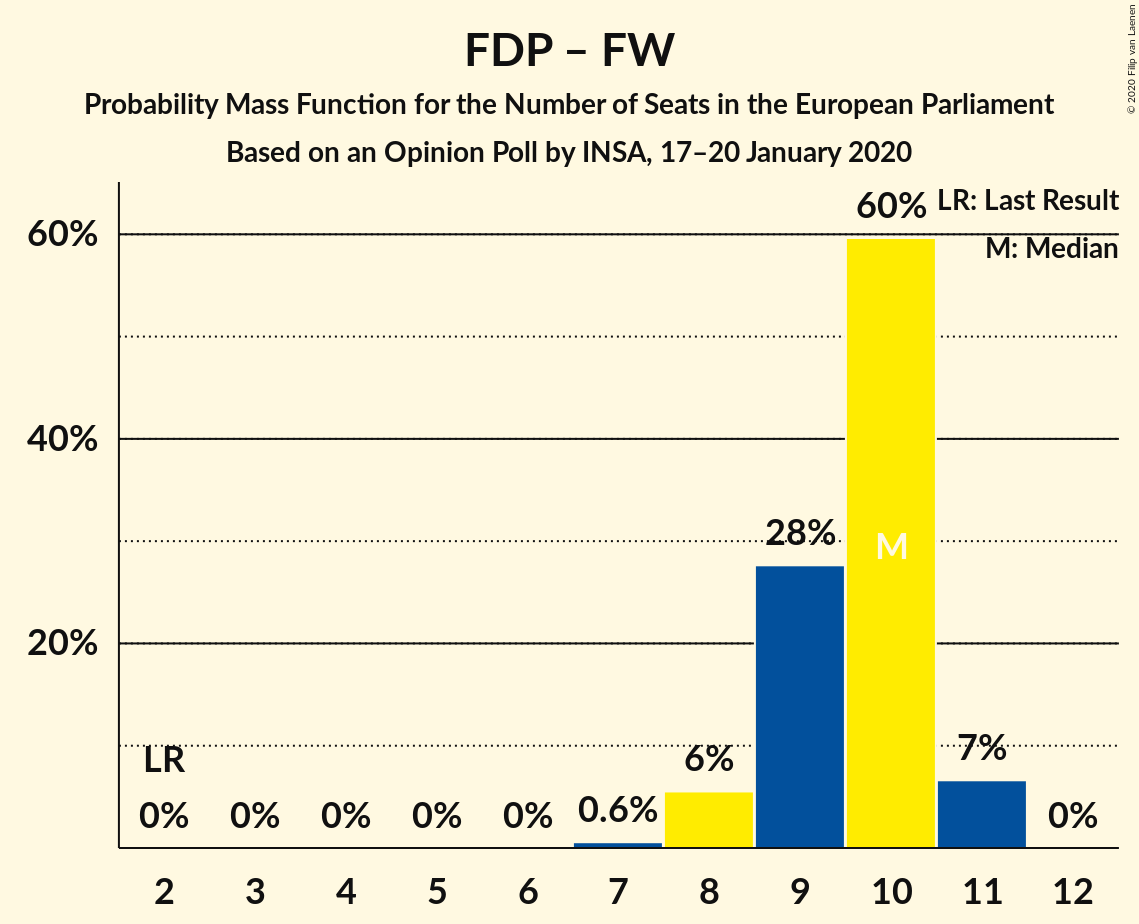 FDP – FW
Probability Mass Function for the Number of Seats in the European Parliament
Based on an Opinion Poll by INSA, 17–20 January 2020
© 2020 Filip van Laenen
LR: Last Result
M: Median
60%
40%
20%
LR
0%
0%
0%
0%
0%
0.6%
6%
28%
60%
M
7%
0%
2 3 4 5 6 7 8 9 10 11 12